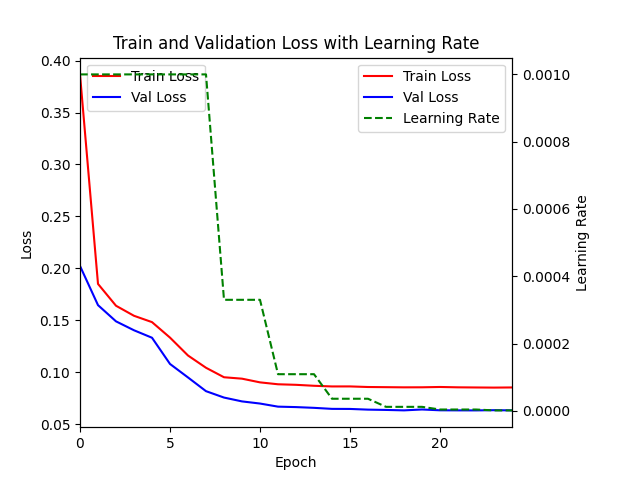 Train and Validation Loss with Learning Rate
Loss
0.40
0.35
0.30
0.25
0.20
0.15
0.10
0.05
Train Loss
Val Loss
Train Loss
Val Loss
Learning Rate
0.0010
0.0008
0.0006
0.0004
0.0002
0.0000
Learning Rate
0 5 10 15 20
Epoch